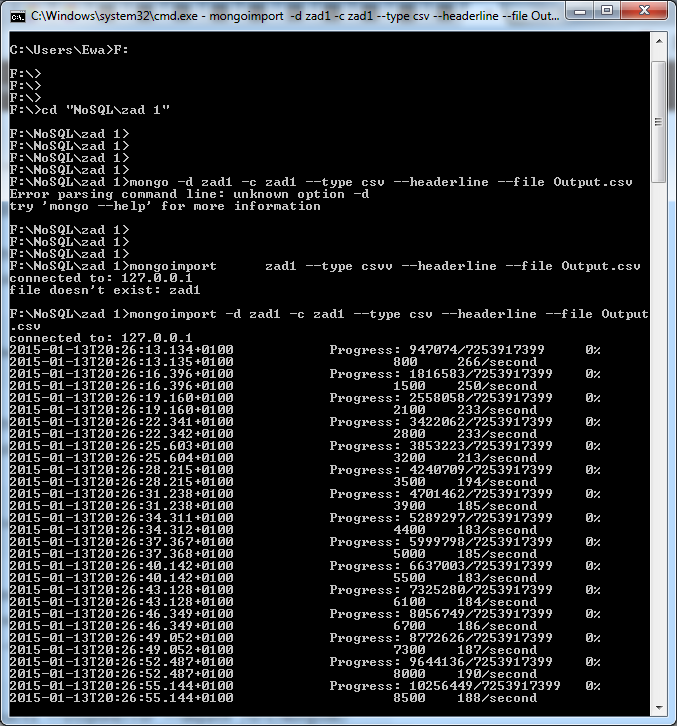 C:\Windows\system32\cmd.exe - mongoimport -d zad1 -c zad1 --type csv --headerline --file Out...
C:\Users\Ewa>F:
F:\>
F:\>
F:\>
F:\>cd "NoSQL\zad 1"
F:\NoSQL\zad 1>
F:\NoSQL\zad 1>
F:\NoSQL\zad 1>
F:\NoSQL\zad 1>
F:\NoSQL\zad 1>mongo -d zad1 -c zad1 --type csv --headerline --file Output.csv
Error parsing command line: unknown option -d
try 'mongo --help' for more information
F:\NoSQL\zad 1>
F:\NoSQL\zad 1>
F:\NoSQL\zad 1>
F:\NoSQL\zad 1>mongoimport zad1 --type csvv --headerline --file Output.csv
connected to: 127.0.0.1
file doesn't exist: zad1
F:\NoSQL\zad 1>mongoimport -d zad1 -c zad1 --type csv --headerline --file Output
.csv
connected to: 127.0.0.1
2015-01-13T20:26:13.134+0100 Progress: 947074/7253917399 0%
2015-01-13T20:26:13.135+0100 800 266/second
2015-01-13T20:26:16.396+0100 Progress: 1816583/7253917399 0%
2015-01-13T20:26:16.396+0100 1500 250/second
2015-01-13T20:26:19.160+0100 Progress: 2558058/7253917399 0%
2015-01-13T20:26:19.160+0100 2100 233/second
2015-01-13T20:26:22.341+0100 Progress: 3422062/7253917399 0%
2015-01-13T20:26:22.342+0100 2800 233/second
2015-01-13T20:26:25.603+0100 Progress: 3853223/7253917399 0%
2015-01-13T20:26:25.604+0100 3200 213/second
2015-01-13T20:26:28.215+0100 Progress: 4240709/7253917399 0%
2015-01-13T20:26:28.215+0100 3500 194/second
2015-01-13T20:26:31.238+0100 Progress: 4701462/7253917399 0%
2015-01-13T20:26:31.238+0100 3900 185/second
2015-01-13T20:26:34.311+0100 Progress: 5289297/7253917399 0%
2015-01-13T20:26:34.312+0100 4400 183/second
2015-01-13T20:26:37.367+0100 Progress: 5999798/7253917399 0%
2015-01-13T20:26:37.368+0100 5000 185/second
2015-01-13T20:26:40.142+0100 Progress: 6637003/7253917399 0%
2015-01-13T20:26:40.142+0100 5500 183/second
2015-01-13T20:26:43.128+0100 Progress: 7325280/7253917399 0%
2015-01-13T20:26:43.128+0100 6100 184/second
2015-01-13T20:26:46.349+0100 Progress: 8056749/7253917399 0%
2015-01-13T20:26:46.349+0100 6700 186/second
2015-01-13T20:26:49.052+0100 Progress: 8772626/7253917399 0%
2015-01-13T20:26:49.052+0100 7300 187/second
2015-01-13T20:26:52.487+0100 Progress: 9644136/7253917399 0%
2015-01-13T20:26:52.487+0100 8000 190/second
2015-01-13T20:26:55.144+0100 Progress: 10256449/7253917399 0%
2015-01-13T20:26:55.144+0100 8500 188/second